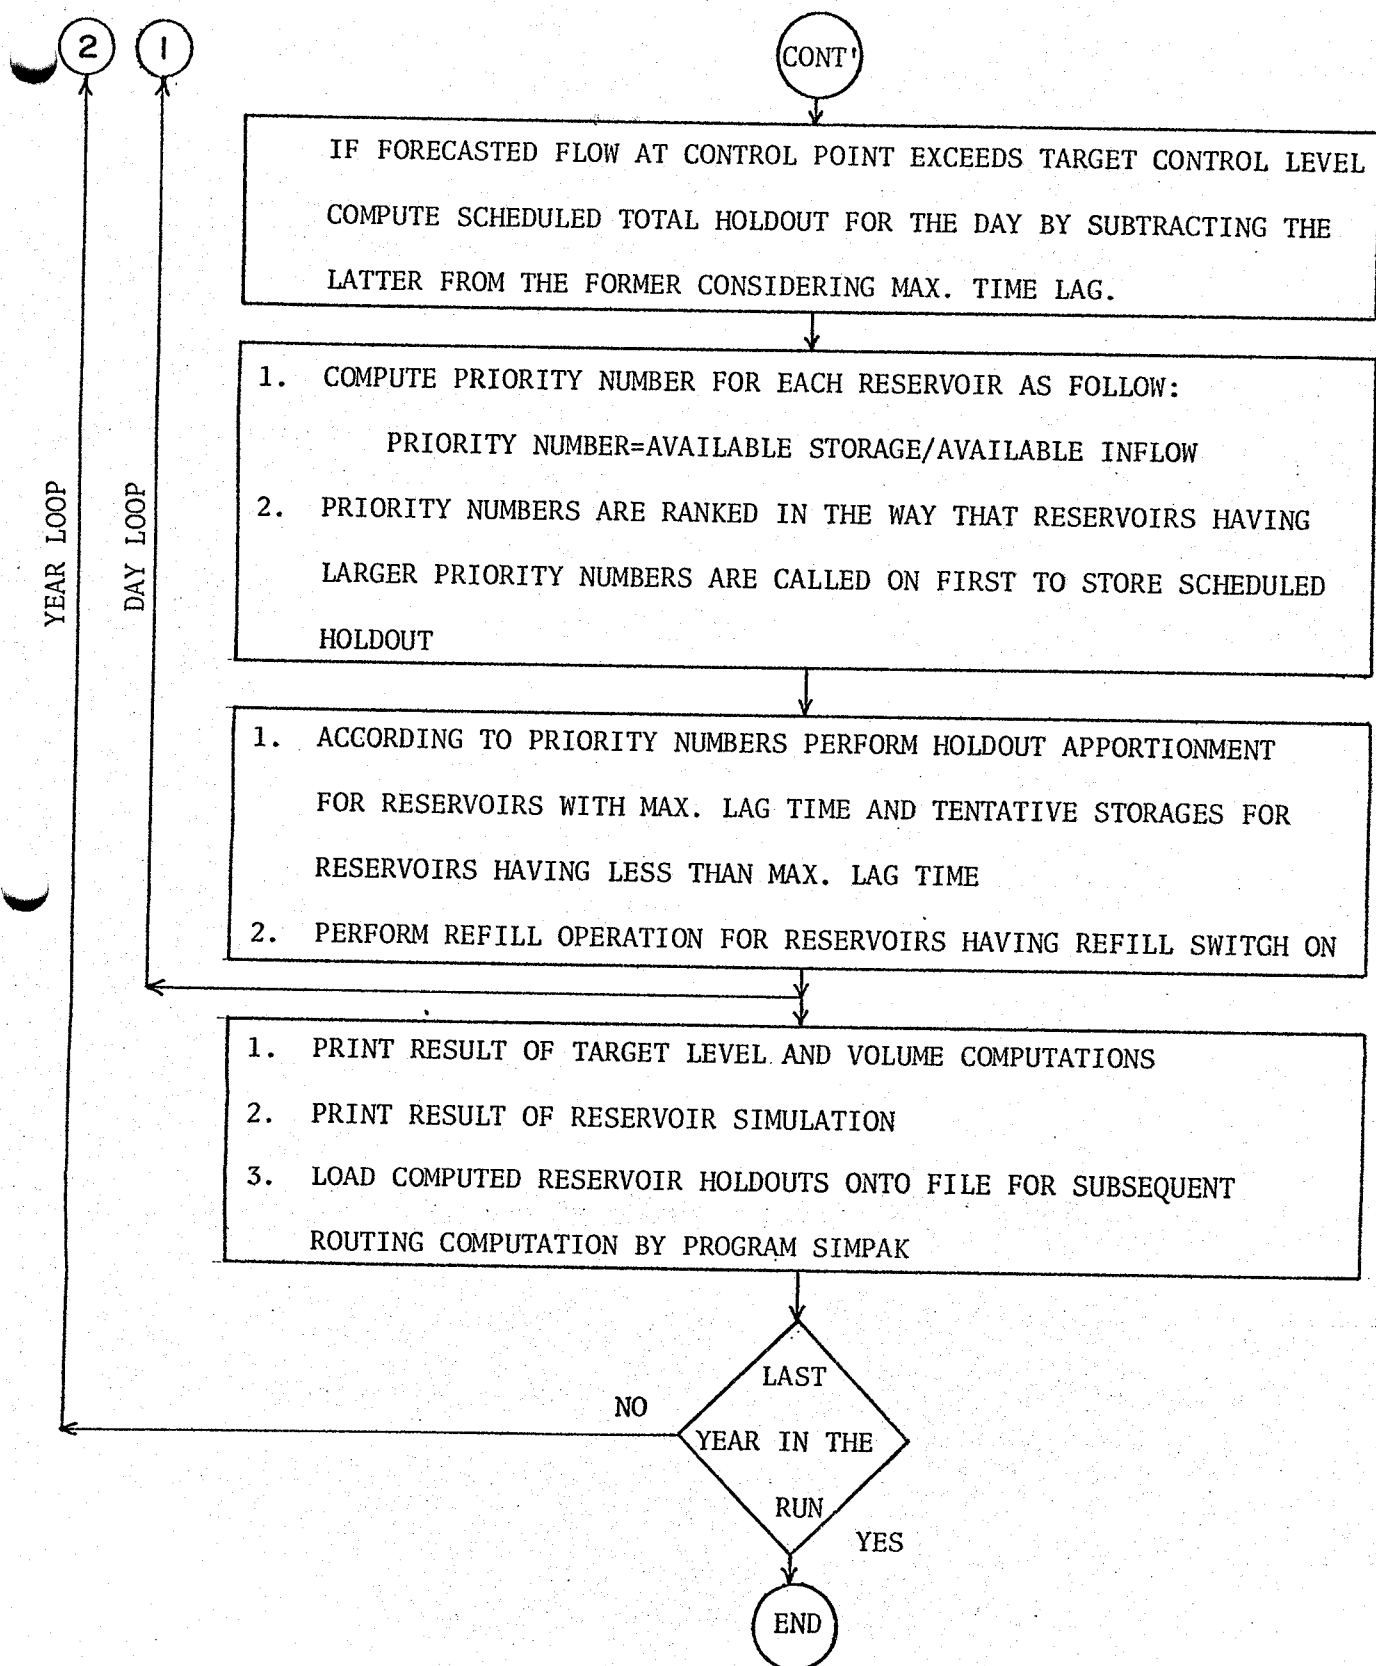 2 1
CONT'
IF FORECASTED FLOW AT CONTROL POINT EXCEEDS TARGET CONTROL LEVEL
COMPUTE SCHEDULED TOTAL HOLDOUT FOR THE DAY BY SUBTRACTING THE
LATTER FROM THE FORMER CONSIDERING MAX. TIME LAG.
1. COMPUTE PRIORITY NUMBER FOR EACH RESERVOIR AS FOLLOW:
PRIORITY NUMBER=AVAILABLE STORAGE/AVAILABLE INFLOW
2. PRIORITY NUMBERS ARE RANKED IN THE WAY THAT RESERVOIRS HAVING
LARGER PRIORITY NUMBERS ARE CALLED ON FIRST TO STORE SCHEDULED
HOLDOUT
YEAR LOOP
DAY LOOP
1. ACCORDING TO PRIORITY NUMBERS PERFORM HOLDOUT APPORTIONMENT
FOR RESERVOIRS WITH MAX. LAG TIME AND TENTATIVE STORAGES FOR
RESERVOIRS HAVING LESS THAN MAX. LAG TIME
2. PERFORM REFILL OPERATION FOR RESERVOIRS HAVING REFILL SWITCH ON
1. PRINT RESULT OF TARGET LEVEL AND VOLUME COMPUTATIONS
2. PRINT RESULT OF RESERVOIR SIMULATION
3. LOAD COMPUTED RESERVOIR HOLDOUTS ONTO FILE FOR SUBSEQUENT
ROUTING COMPUTATION BY PROGRAM SIMPAK
LAST
NO
YEAR IN THE
RUN
YES
END